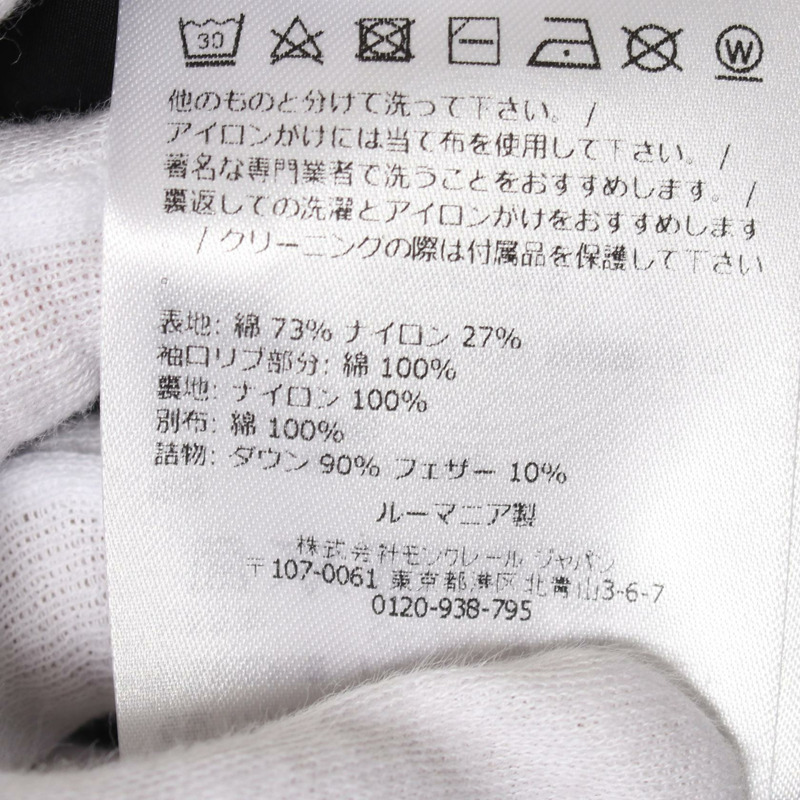 30
W
他のものと分けて洗って下さい。 /
アイロンがけには当て布を使用して下さい。 /
著名な専門業者で洗うことをおすすめします。 /
裏返しての洗濯とアイロンがけをおすすめします
/ クリーニングの際は付属品を保護して下さい
。
表地: 綿 73% ナイロン 27%
袖口リブ部分: 綿 100%
裏地: ナイロン 100%
別布: 綿 100%
詰物: ダウン 90% フェザー 10%
ルーマニア製
株式会社モンクレール ジャパン
〒107-0061 東京都港区北青山3-6-7
0120-938-795